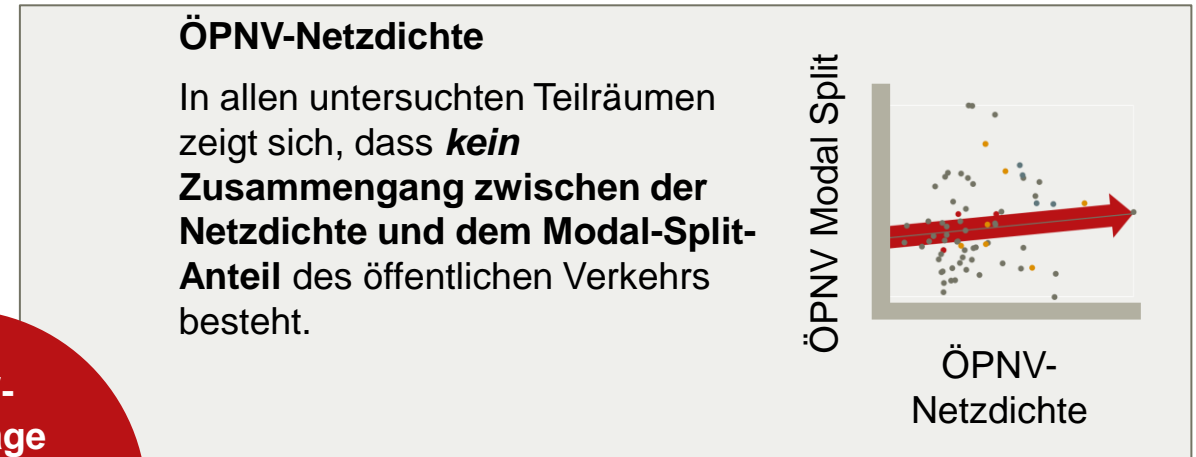 ÖPNV-Netzdichte
In allen untersuchten Teilräumen
zeigt sich, dass kein
Zusammengang zwischen der
Netzdichte und dem Modal-Split-
Anteil des öffentlichen Verkehrs
besteht.
ÖPNV Modal Split
ÖPNV-
Netzdichte